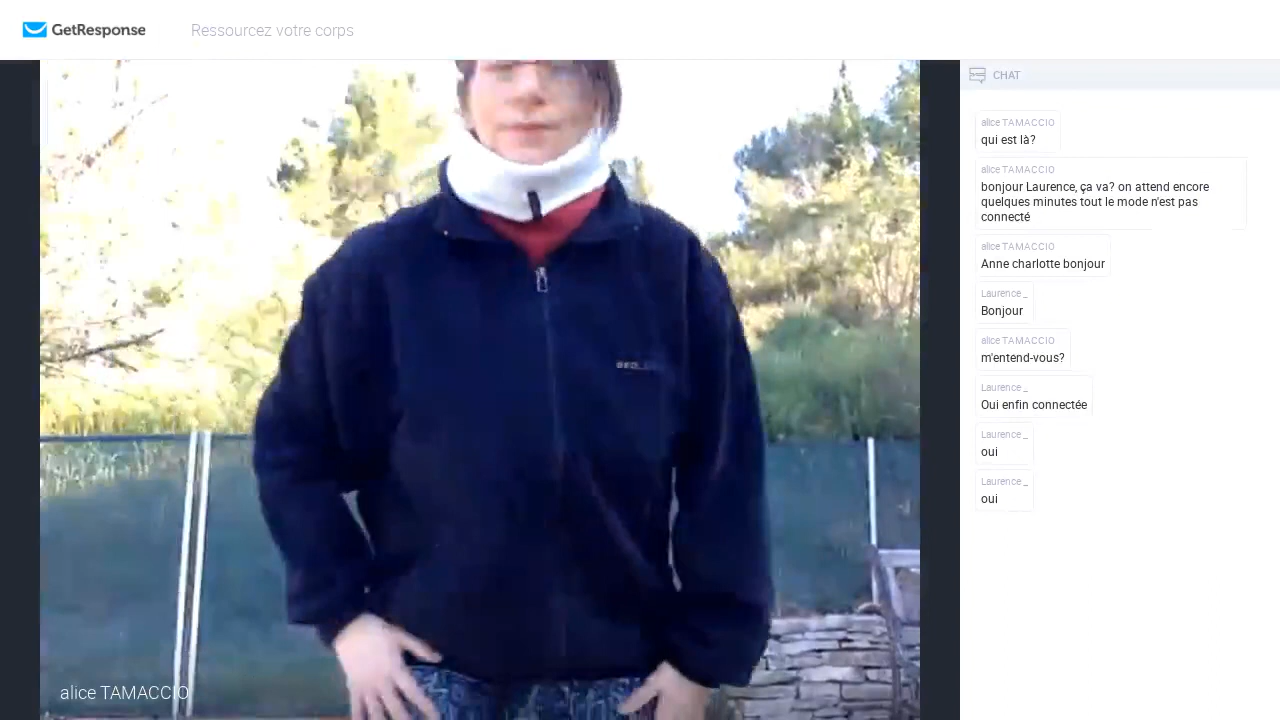 GetResponse
Ressourcez votre corps
CHAT
alice TAMACCIO
qui est là?
alice TAMACCIO
bonjour Laurence, ça va? on attend encore
quelques minutes tout le mode n'est pas
connecté
alice TAMACCIO
Anne charlotte bonjour
Laurence _
Bonjour
alice TAMACCIO
m'entend-vous?
Laurence _
Oui enfin connectée
Laurence _
oui
Laurence _
oui
alice TAMACCIO